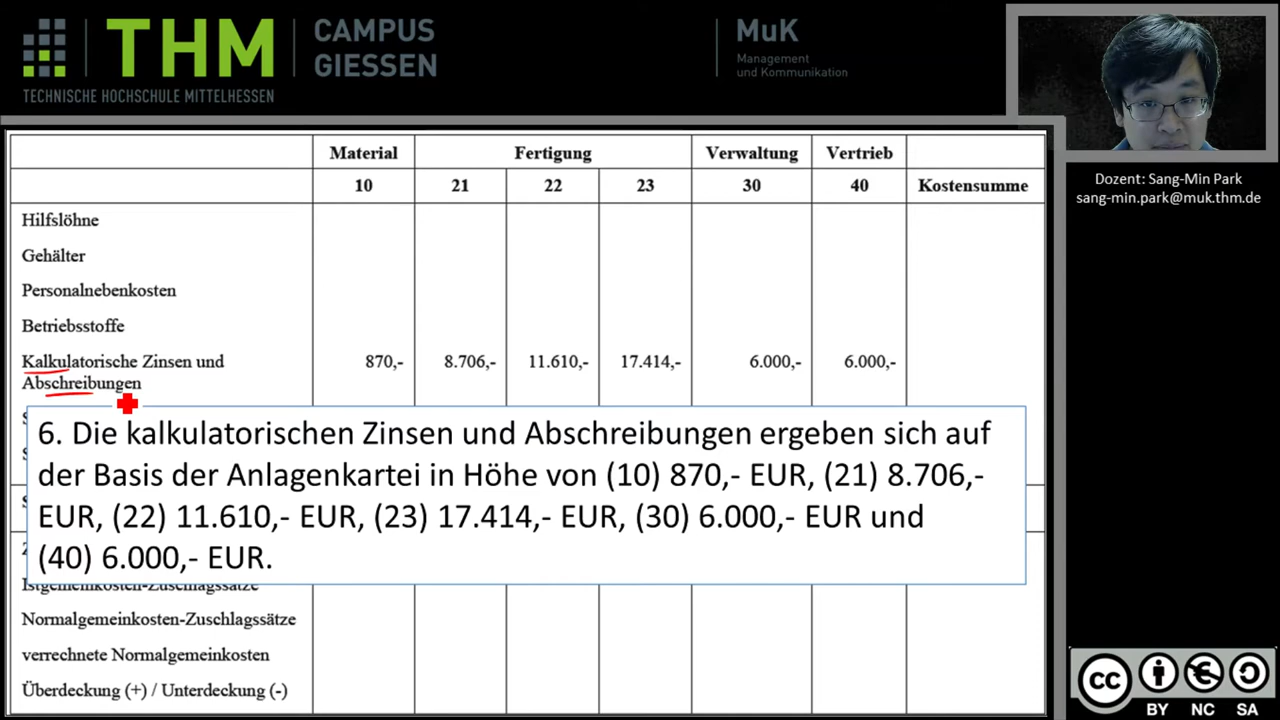 THM
CAMPUS
GIESSEN
TECHNISCHE HOCHSCHULE MITTELHESSEN
MuK
Management
und Kommunikation
Dozent: Sang-Min Park
sang-min.park@muk.thm.de
Material Fertigung Verwaltung Vertrieb
10 21 22 23 30 40 Kostensumme
Hilfslöhne
Gehälter
Personalnebenkosten
Betriebsstoffe
Kalkulatorische Zinsen und 870,- 8.706,- 11.610,- 17.414,- 6.000,- 6.000,-
Abschreibungen
6. Die kalkulatorischen Zinsen und Abschreibungen ergeben sich auf
der Basis der Anlagenkartei in Höhe von (10) 870,- EUR, (21) 8.706,-
EUR, (22) 11.610,- EUR, (23) 17.414,- EUR, (30) 6.000,- EUR und
(40) 6.000,- EUR.
Istgemeinkosten-Zuschlagssätze
Normalgemeinkosten-Zuschlagssätze
verrechnete Normalgemeinkosten
Überdeckung (+) / Unterdeckung (-)
cc
BY NC SA